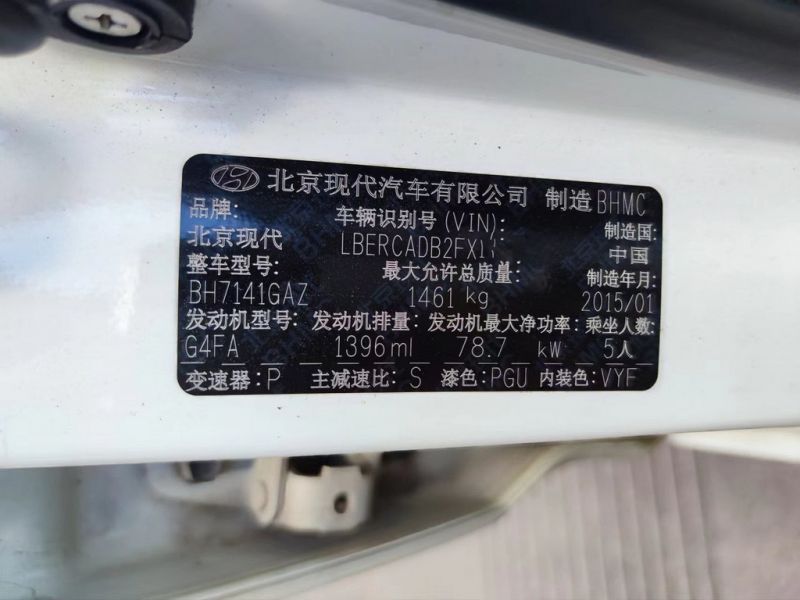 北京现代汽车有限公司 制造 BHMC
品牌: 车辆识别号 (VIN): 制造国:
北京现代 LBERCADB2FX 中国
整车型号: 最大允许总质量: 制造年月:
BH7141GAZ 1461 kg 2015/01
发动机型号: 发动机排量: 发动机最大净功率: 乘坐人数:
G4FA 1396ml 78.7 kW 5人
变速器: P 主减速比: S 漆色: PGU 内装色: VYF